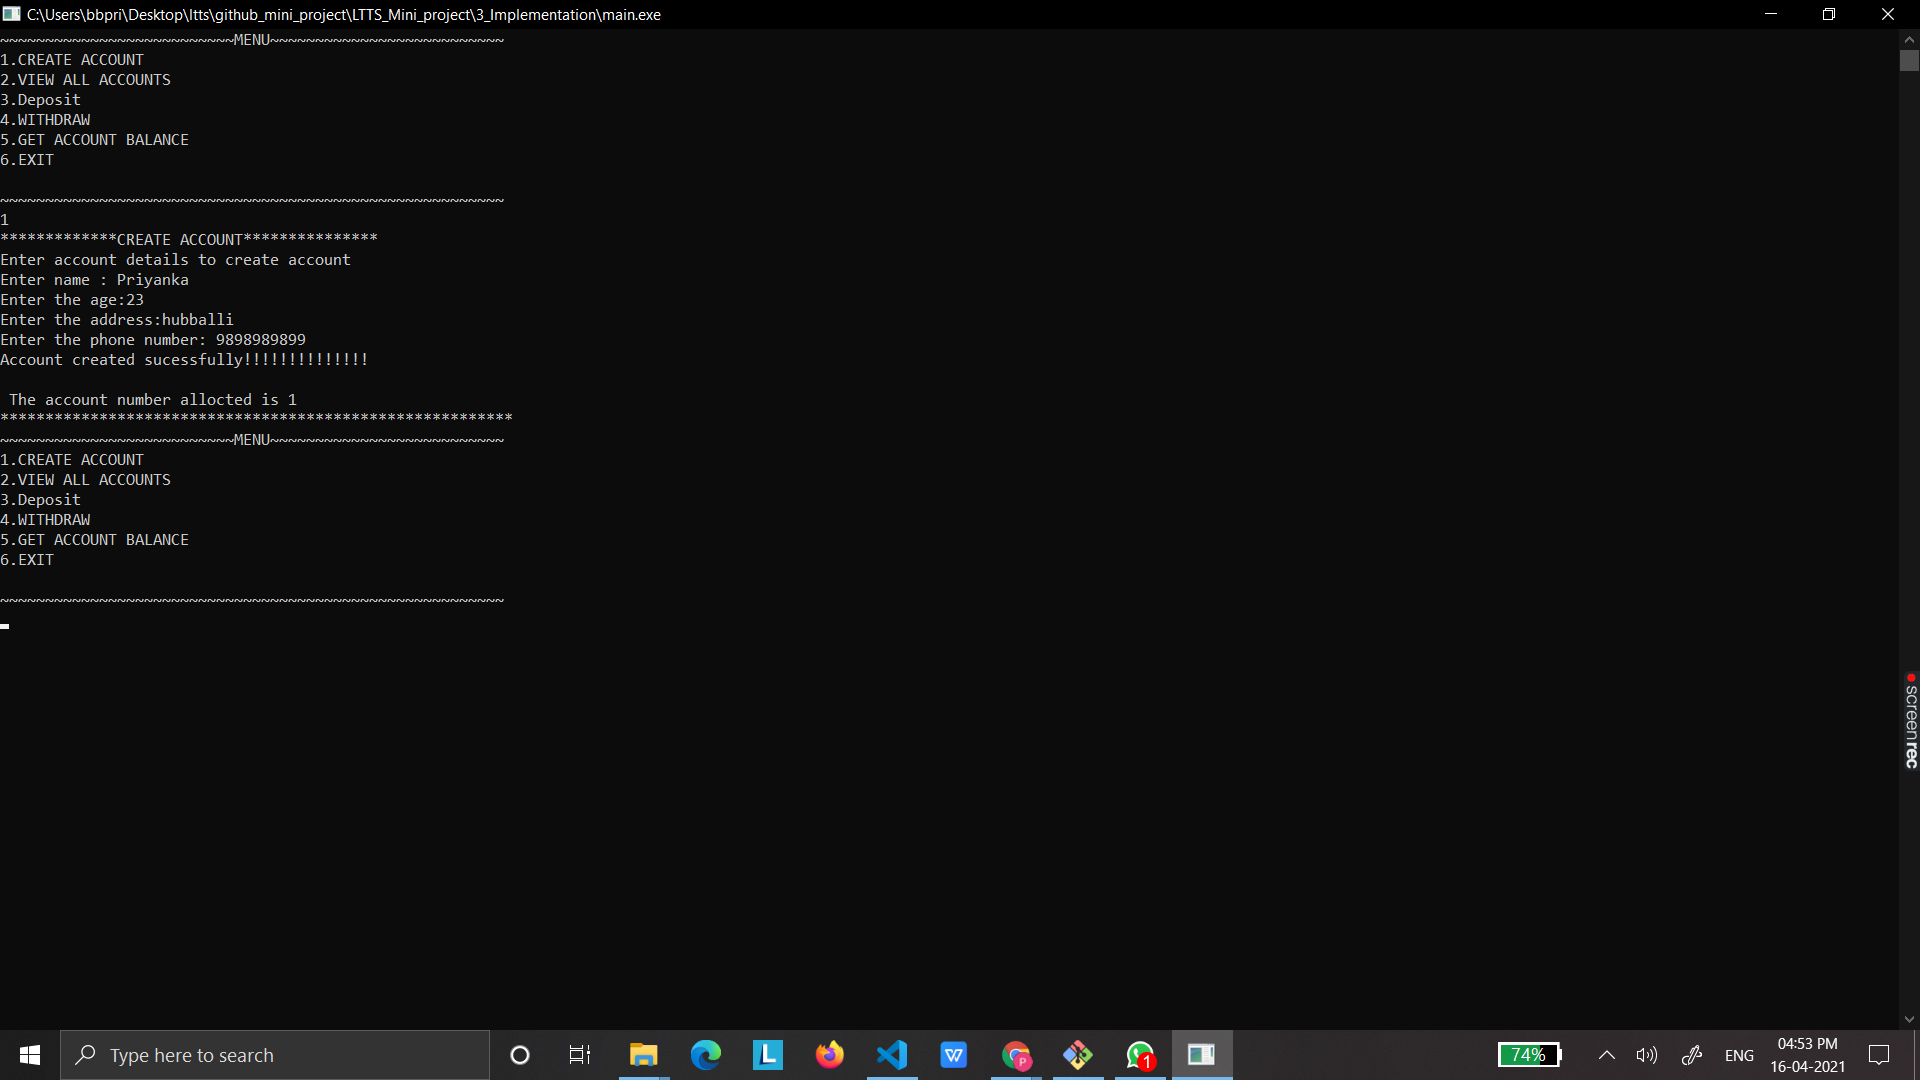 C:\Users\bbpri\Desktop\ltts\github_mini_project\LTTS_Mini_project\3_Implementation\main.exe
~~~~~~~~~~~~~~~~~~~~~~~~~~MENU~~~~~~~~~~~~~~~~~~~~~~~~~~
1.CREATE ACCOUNT
2.VIEW ALL ACCOUNTS
3.Deposit
4.WITHDRAW
5.GET ACCOUNT BALANCE
6.EXIT
~~~~~~~~~~~~~~~~~~~~~~~~~~~~~~~~~~~~~~~~~~~~~~~~~~~~~~~~
1
*************CREATE ACCOUNT***************
Enter account details to create account
Enter name : Priyanka
Enter the age:23
Enter the address:hubballi
Enter the phone number: 9898989899
Account created sucessfully!!!!!!!!!!!!!!
The account number allocted is 1
*********************************************************
~~~~~~~~~~~~~~~~~~~~~~~~~~MENU~~~~~~~~~~~~~~~~~~~~~~~~~~
1.CREATE ACCOUNT
2.VIEW ALL ACCOUNTS
3.Deposit
4.WITHDRAW
5.GET ACCOUNT BALANCE
6.EXIT
~~~~~~~~~~~~~~~~~~~~~~~~~~~~~~~~~~~~~~~~~~~~~~~~~~~~~~~~
screenrec
Type here to search
L
W
P
1
74%
ENG
04:53 PM
16-04-2021